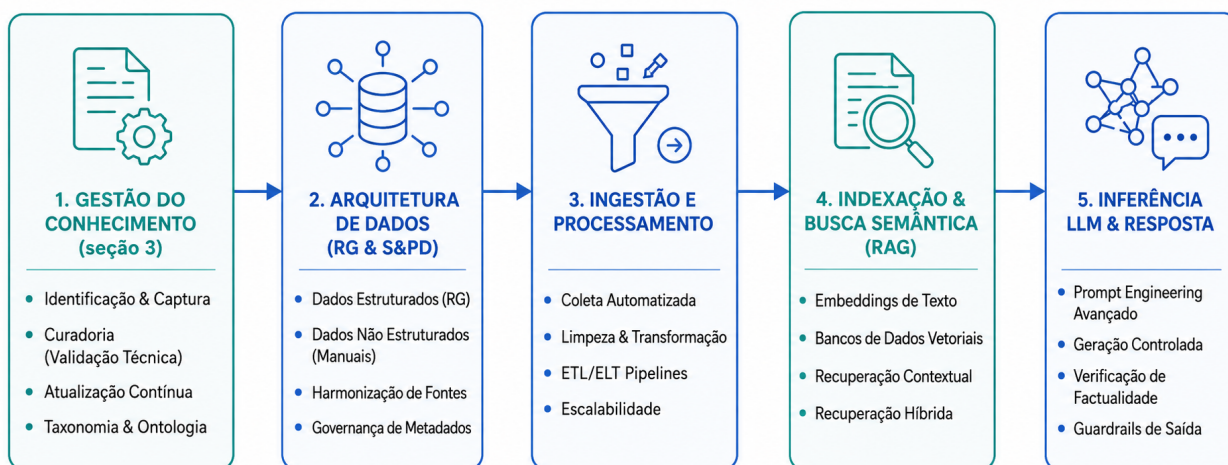 1. GESTÃO DO
CONHECIMENTO
(seção 3)
Identificação & Captura
Curadoria
(Validação Técnica)
Atualização Contínua
Taxonomia & Ontologia
2. ARQUITETURA
DE DADOS
(RG & S&PD)
Dados Estruturados (RG)
Dados Não Estruturados
(Manuais)
Harmonização de Fontes
Governança de Metadados
3. INGESTÃO E
PROCESSAMENTO
Coleta Automatizada
Limpeza & Transformação
ETL/ELT Pipelines
Escalabilidade
4. INDEXAÇÃO &
BUSCA SEMÂNTICA
(RAG)
Embeddings de Texto
Bancos de Dados Vetoriais
Recuperação Contextual
Recuperação Híbrida
5. INFERÊNCIA
LLM & RESPOSTA
Prompt Engineering
Avançado
Geração Controlada
Verificação de
Factualidade
Guardrails de Saída